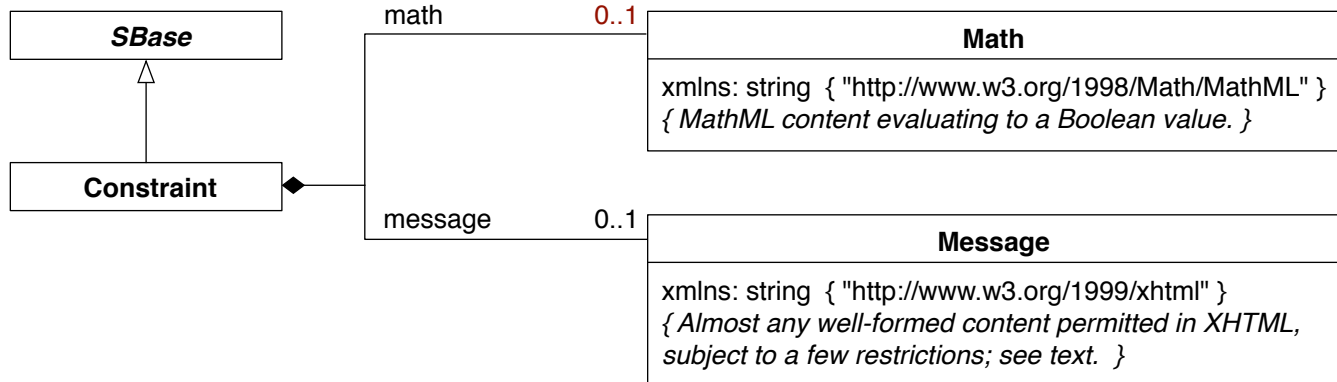 SBase
math 0..1
Math
xmlns: string { "http://www.w3.org/1998/Math/MathML" }
{ MathML content evaluating to a Boolean value. }
Constraint
message 0..1
Message
xmlns: string { "http://www.w3.org/1999/xhtml" }
{ Almost any well-formed content permitted in XHTML,
subject to a few restrictions; see text. }